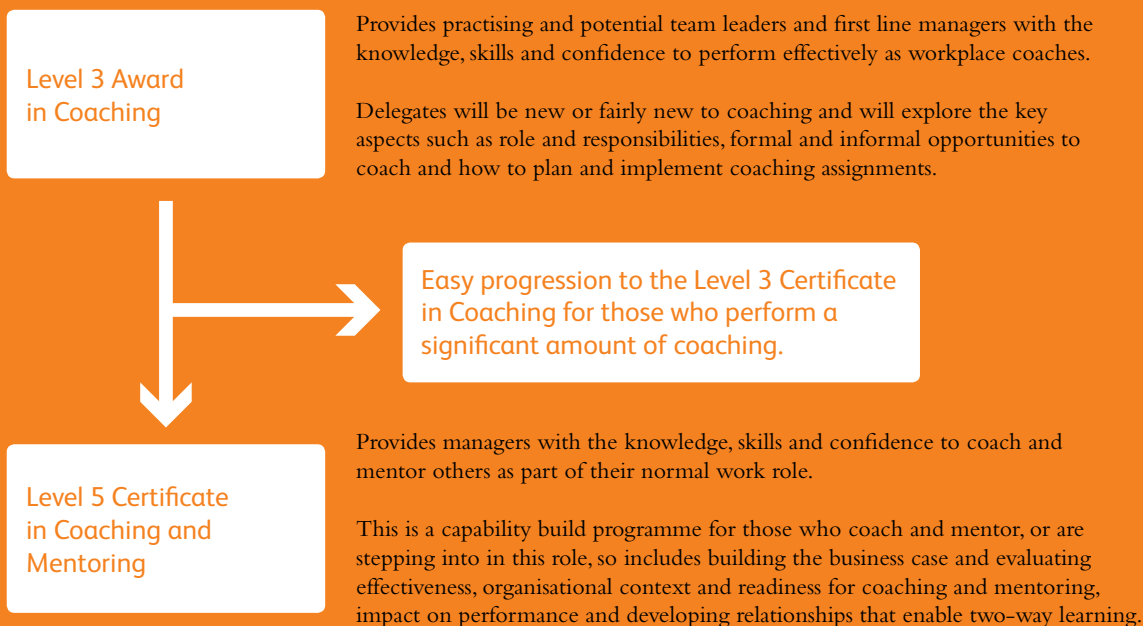 Level 3 Award
in Coaching
Provides practising and potential team leaders and first line managers with the
knowledge, skills and confidence to perform effectively as workplace coaches.
Delegates will be new or fairly new to coaching and will explore the key
aspects such as role and responsibilities, formal and informal opportunities to
coach and how to plan and implement coaching assignments.
Easy progression to the Level 3 Certificate
in Coaching for those who perform a
significant amount of coaching.
Level 5 Certificate
in Coaching and
Mentoring
Provides managers with the knowledge, skills and confidence to coach and
mentor others as part of their normal work role.
This is a capability build programme for those who coach and mentor, or are
stepping into in this role, so includes building the business case and evaluating
effectiveness, organisational context and readiness for coaching and mentoring,
impact on performance and developing relationships that enable two-way learning.